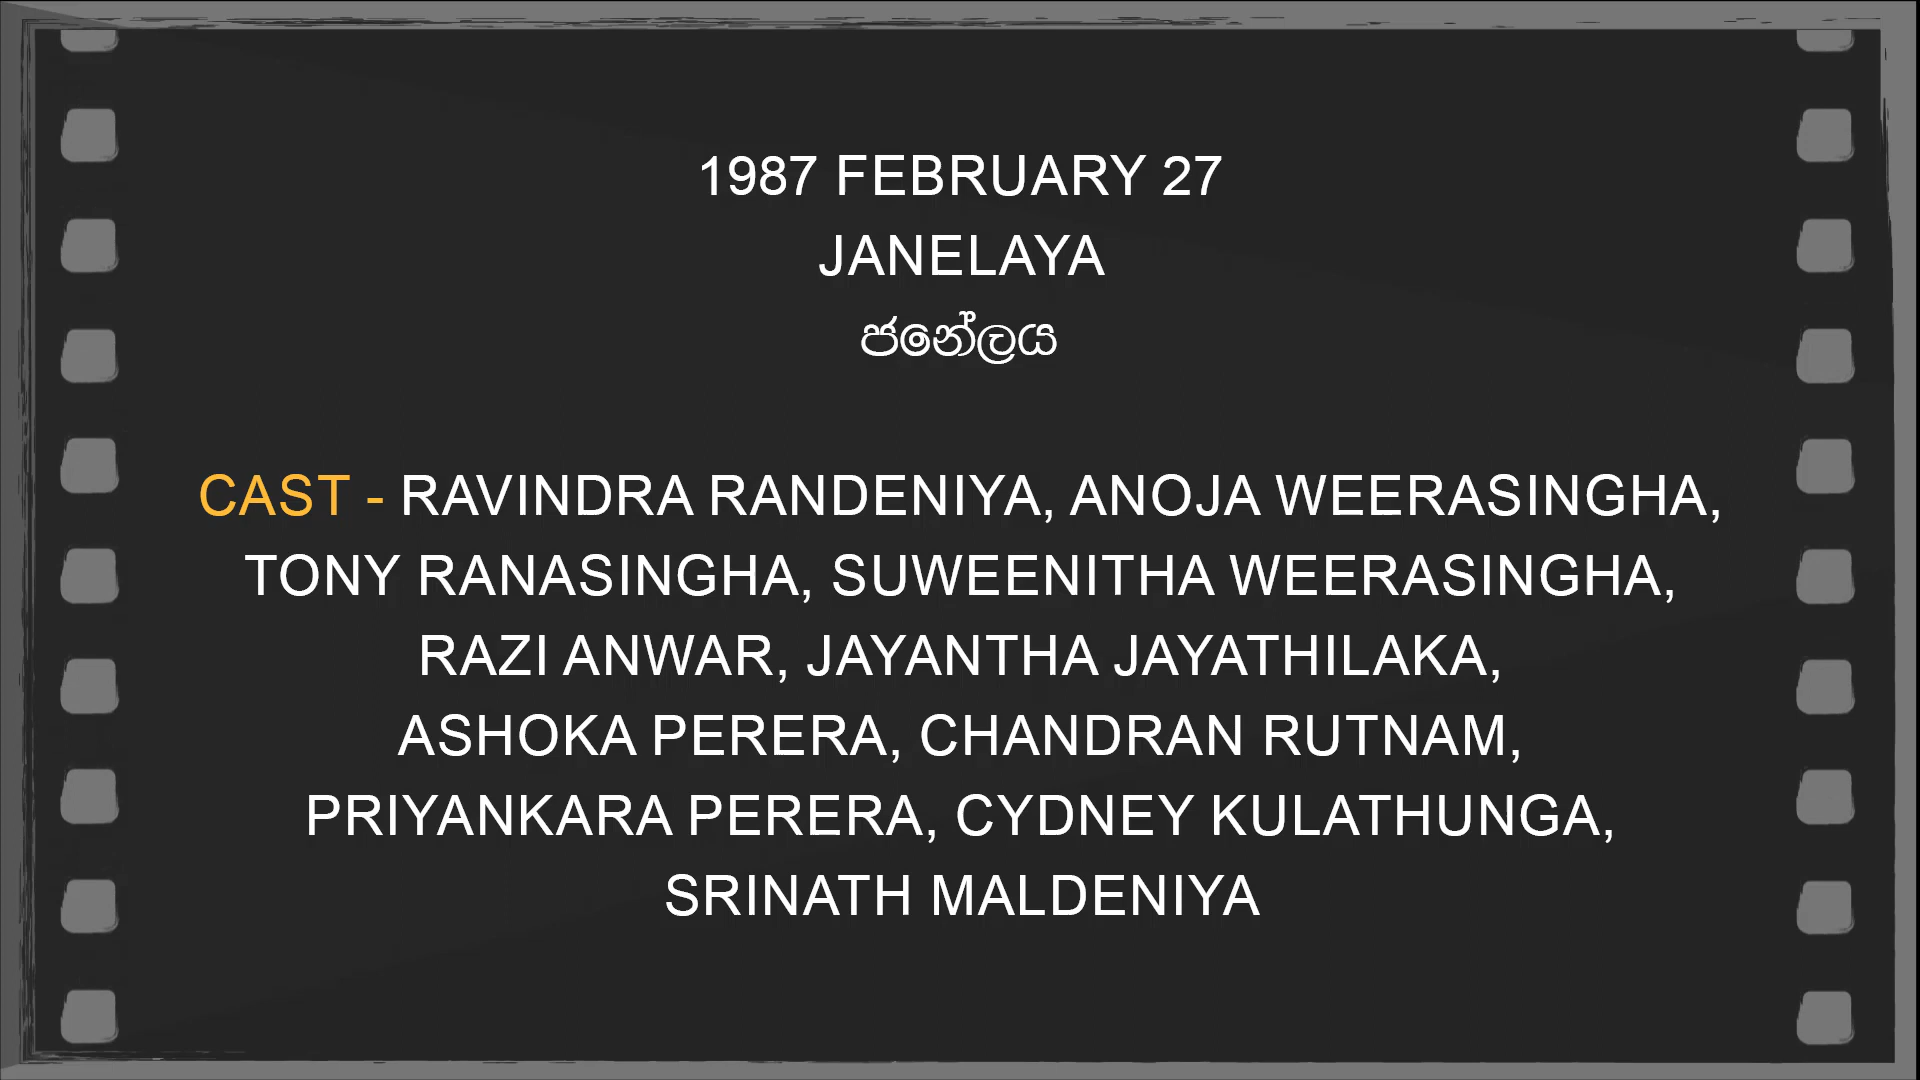 1987 FEBRUARY 27
JANELAYA
ජනේලය
CAST - RAVINDRA RANDENIYA, ANOJA WEERASINGHA,
TONY RANASINGHA, SUWEENITHA WEERASINGHA,
RAZI ANWAR, JAYANTHA JAYATHILAKA,
ASHOKA PERERA, CHANDRAN RUTNAM,
PRIYANKARA PERERA, CYDNEY KULATHUNGA,
SRINATH MALDENIYA